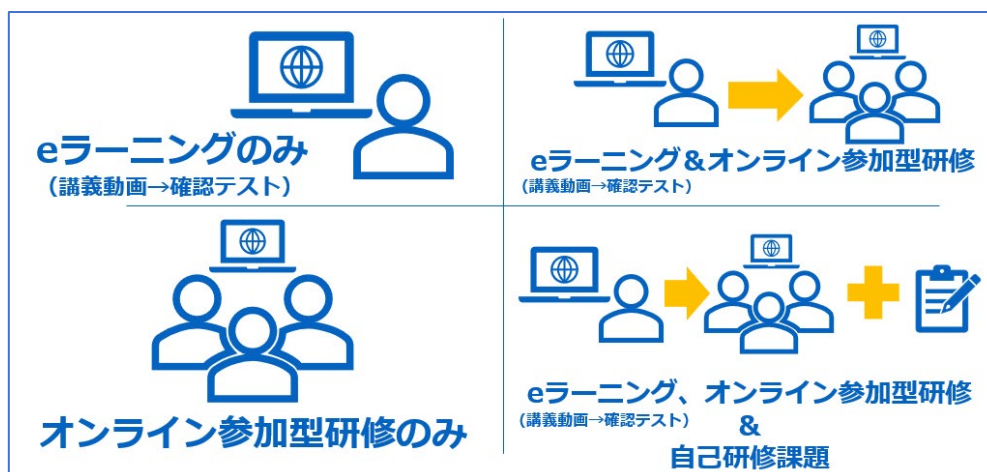 eラーニングのみ
（講義動画→確認テスト）
eラーニング＆オンライン参加型研修
（講義動画→確認テスト）
オンライン参加型研修のみ
eラーニング、オンライン参加型研修
（講義動画→確認テスト）
＆
自己研修課題